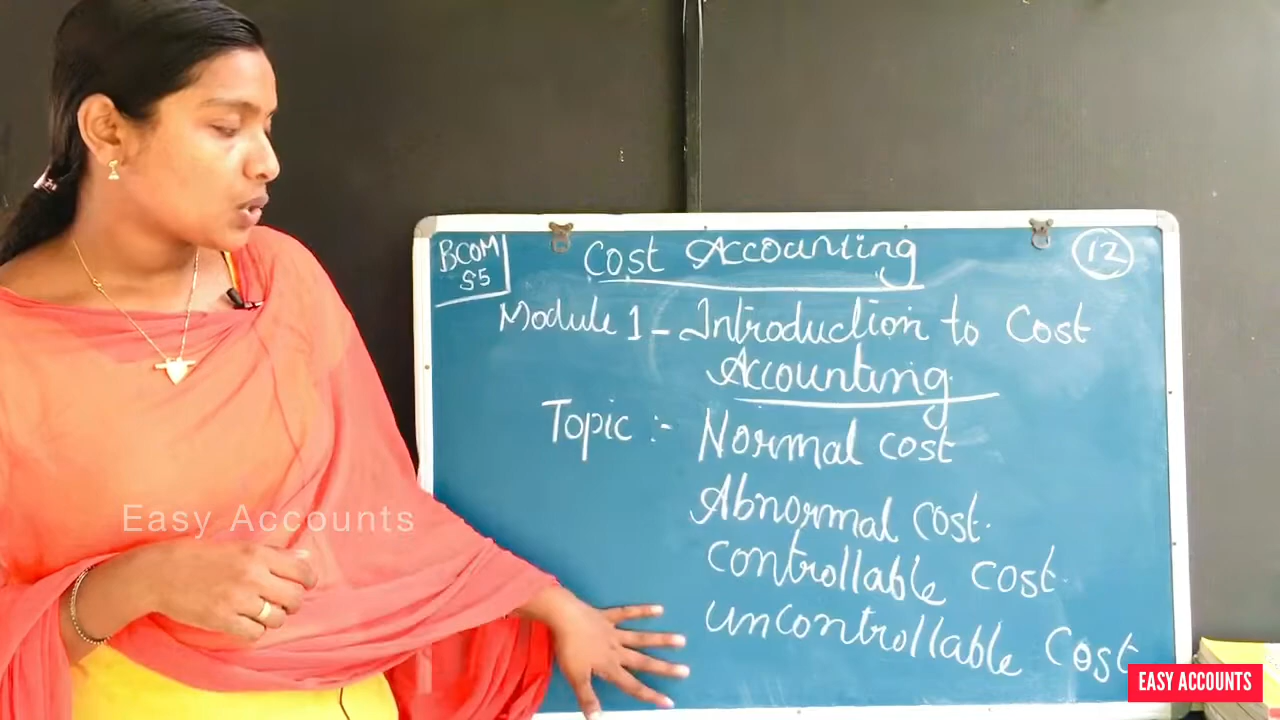 BCOM
S5
Cost Accounting
12
Module 1 - Introduction to Cost
Accounting
Topic :- Normal cost
Abnormal cost.
controllable cost.
uncontrollable Cost
Easy Accounts
EASY ACCOUNTS